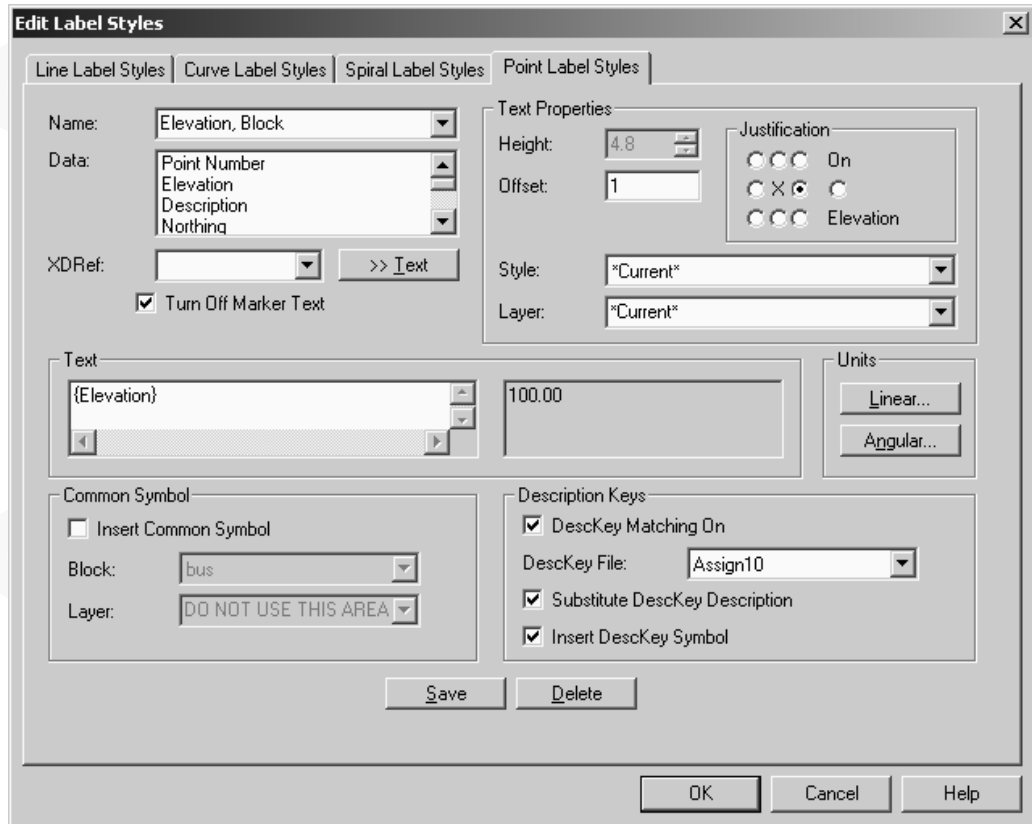 Edit Label Styles
Line Label Styles Curve Label Styles Spiral Label Styles Point Label Styles
Name: Elevation, Block
Data: Point Number
Elevation
Description
Northing
XDRef: >> Text
Turn Off Marker Text
Text Properties
Height: 4.8
Offset: 1
Justification
On
X
Elevation
Style: *Current*
Layer: *Current*
Text
{Elevation} 100.00
Units
Linear...
Angular...
Common Symbol
Insert Common Symbol
Block: bus
Layer: DO NOT USE THIS AREA
Description Keys
DescKey Matching On
DescKey File: Assign10
Substitute DescKey Description
Insert DescKey Symbol
Save Delete
OK Cancel Help